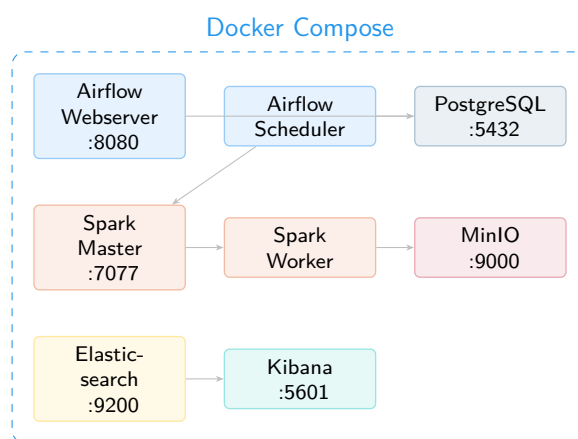 Docker Compose
Airflow
Webserver
:8080
Airflow
Scheduler
PostgreSQL
:5432
Spark
Master
:7077
Spark
Worker
MinIO
:9000
Elastic-
search
:9200
Kibana
:5601